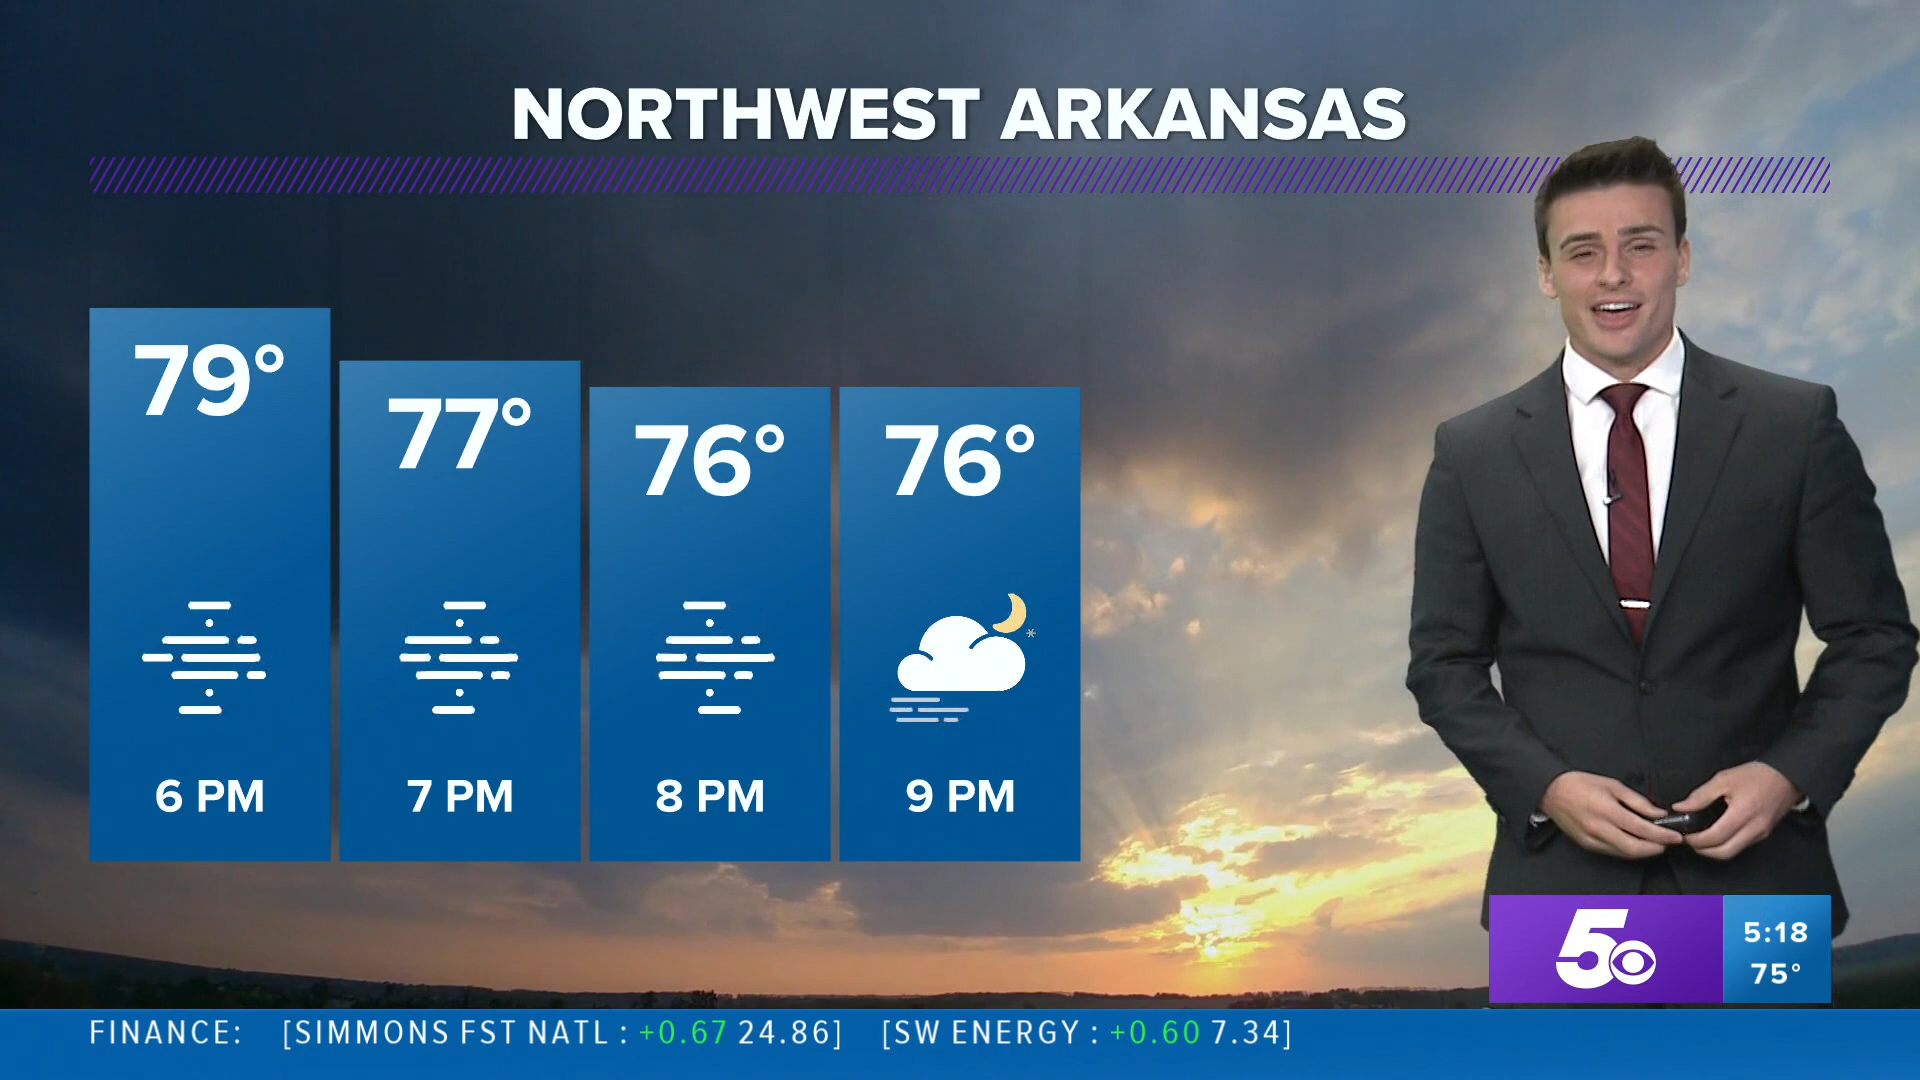 NORTHWEST ARKANSAS
79° 77° 76° 76°
6 PM 7 PM 8 PM 9 PM
5 5:18
75°
FINANCE: [SIMMONS FST NATL : +0.67 24.86] [SW ENERGY : +0.60 7.34]